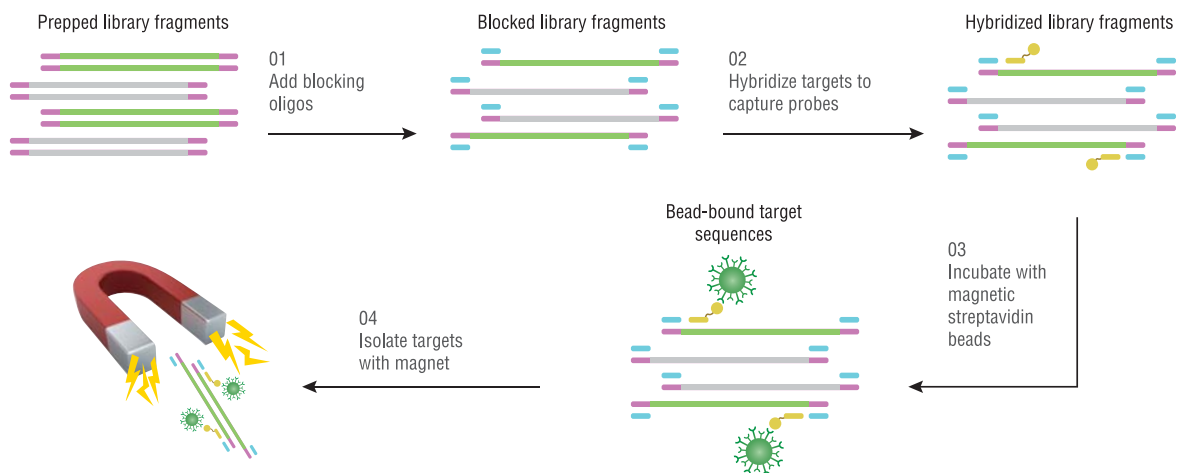 Prepped library fragments
01
Add blocking
oligos
Blocked library fragments
02
Hybridize targets to
capture probes
Hybridized library fragments
03
Incubate with
magnetic
streptavidin
beads
Bead-bound target
sequences
04
Isolate targets
with magnet